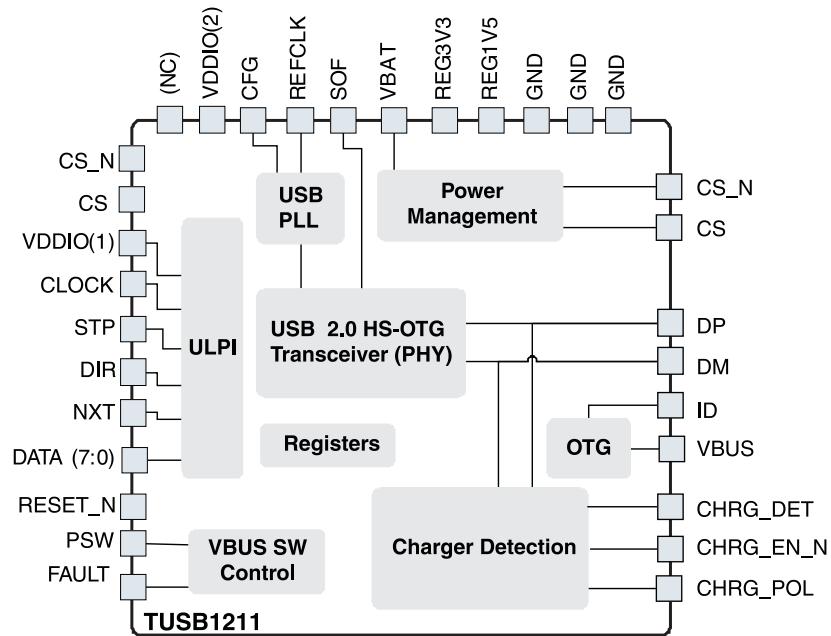 (NC)
VDDIO(2)
CFG
REFCLK
SOF
VBAT
REG3V3
REG1V5
GND
GND
GND
CS_N
CS
VDDIO(1)
CLOCK
STP
DIR
NXT
DATA (7:0)
RESET_N
PSW
FAULT
ULPI
USB
PLL
Power
Management
USB 2.0 HS-OTG
Transceiver (PHY)
Registers
OTG
Charger Detection
VBUS SW
Control
CS_N
CS
DP
DM
ID
VBUS
CHRG_DET
CHRG_EN_N
CHRG_POL
TUSB1211